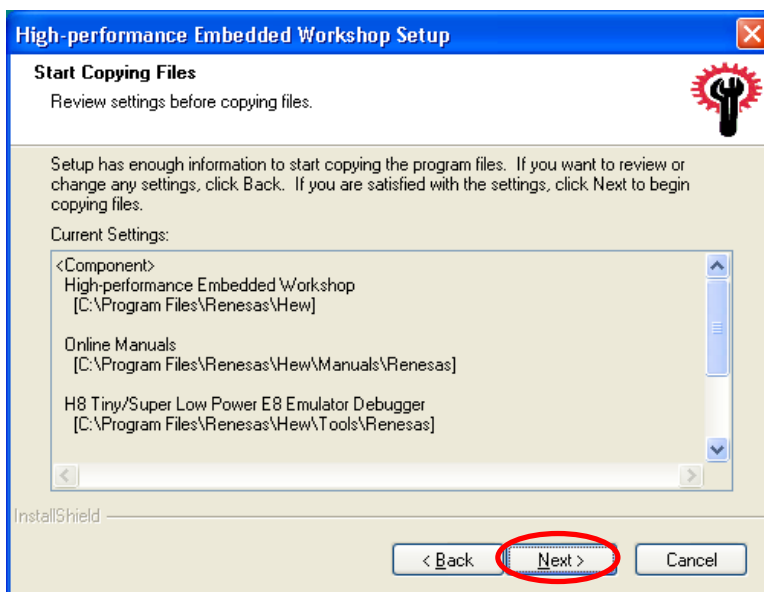 High-performance Embedded Workshop Setup
Start Copying Files
Review settings before copying files.
Setup has enough information to start copying the program files. If you want to review or
change any settings, click Back. If you are satisfied with the settings, click Next to begin
copying files.
Current Settings:
<Component>
High-performance Embedded Workshop
[C:\Program Files\Renesas\Hew]
Online Manuals
[C:\Program Files\Renesas\Hew\Manuals\Renesas]
H8 Tiny/Super Low Power E8 Emulator Debugger
[C:\Program Files\Renesas\Hew\Tools\Renesas]
InstallShield
< Back Next > Cancel